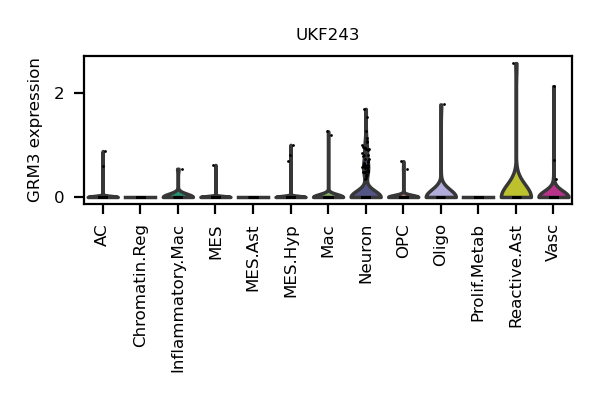 UKF243
GRM3 expression
2
0
AC
Chromatin.Reg
Inflammatory.Mac
MES
MES.Ast
MES.Hyp
Mac
Neuron
OPC
Oligo
Prolif.Metab
Reactive.Ast
Vasc